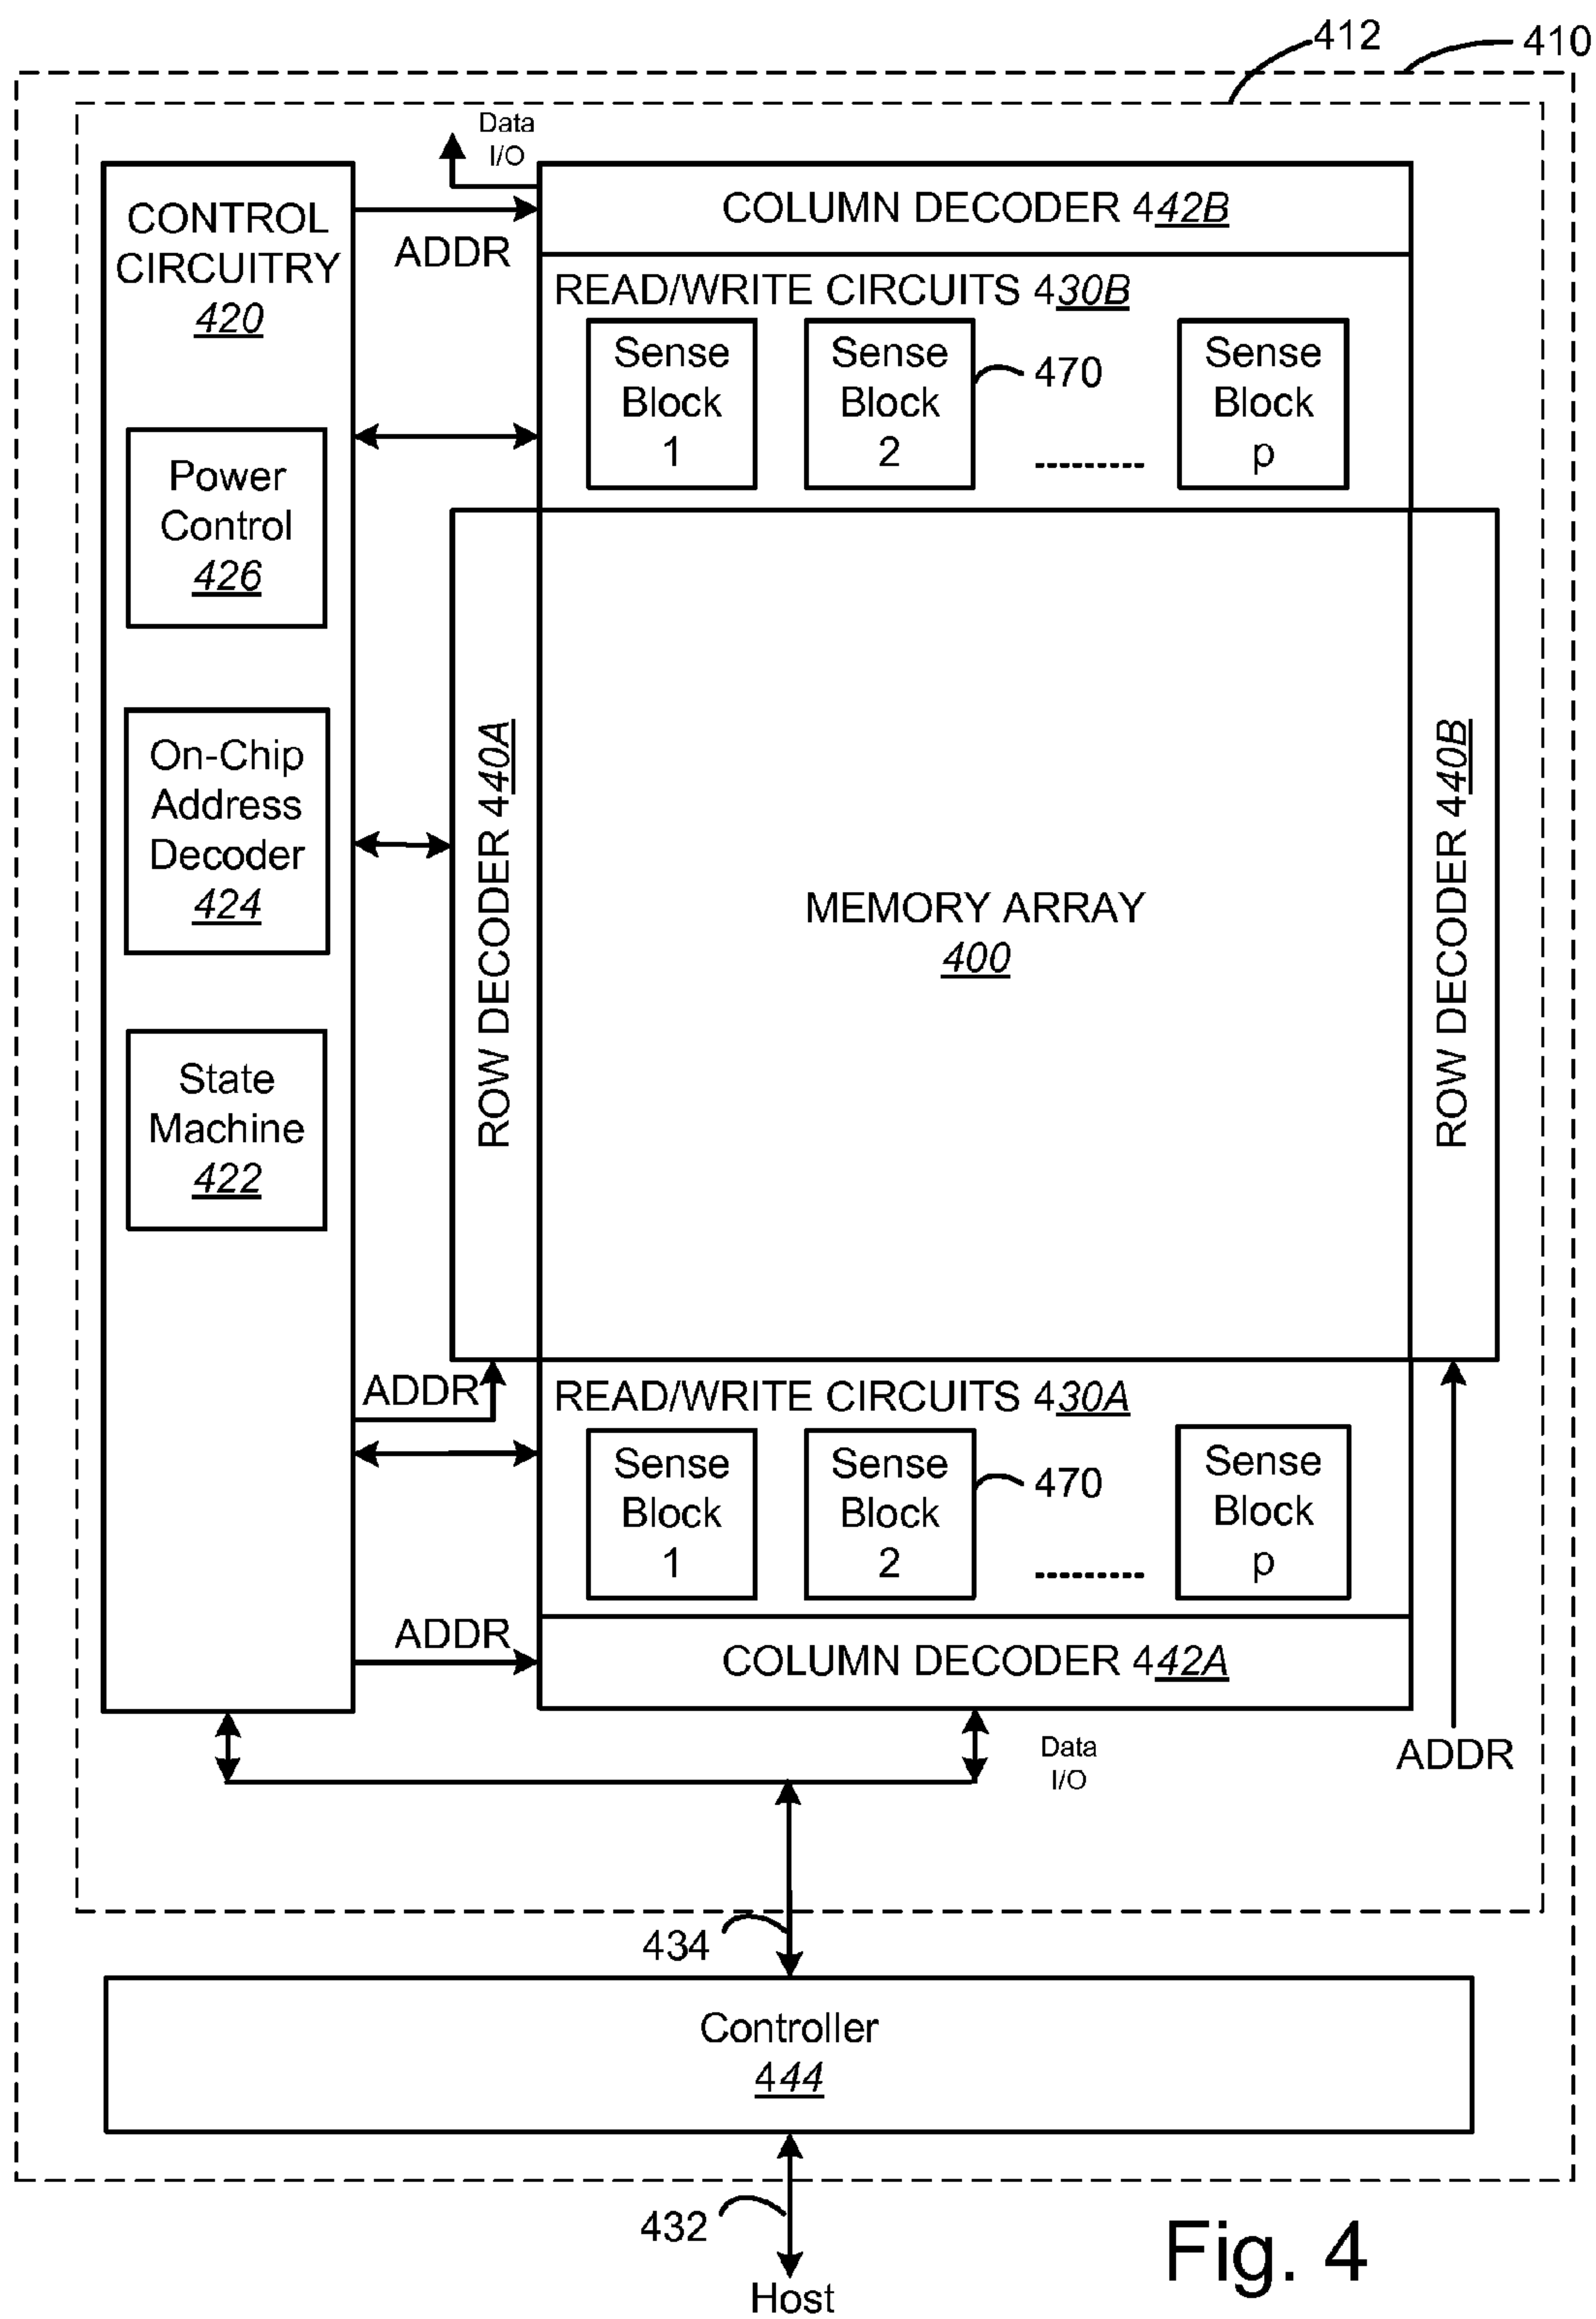 412
410
Data
I/O
CONTROL
CIRCUITRY
420
ADDR
COLUMN DECODER 442B
READ/WRITE CIRCUITS 430B
Sense
Block
1
Sense
Block
2
470
---------
Sense
Block
p
Power
Control
426
On-Chip
Address
Decoder
424
State
Machine
422
ROW DECODER 440A
MEMORY ARRAY
400
ROW DECODER 440B
ADDR
READ/WRITE CIRCUITS 430A
Sense
Block
1
Sense
Block
2
470
---------
Sense
Block
p
ADDR
COLUMN DECODER 442A
Data
I/O
ADDR
434
Controller
444
432
Host
Fig. 4